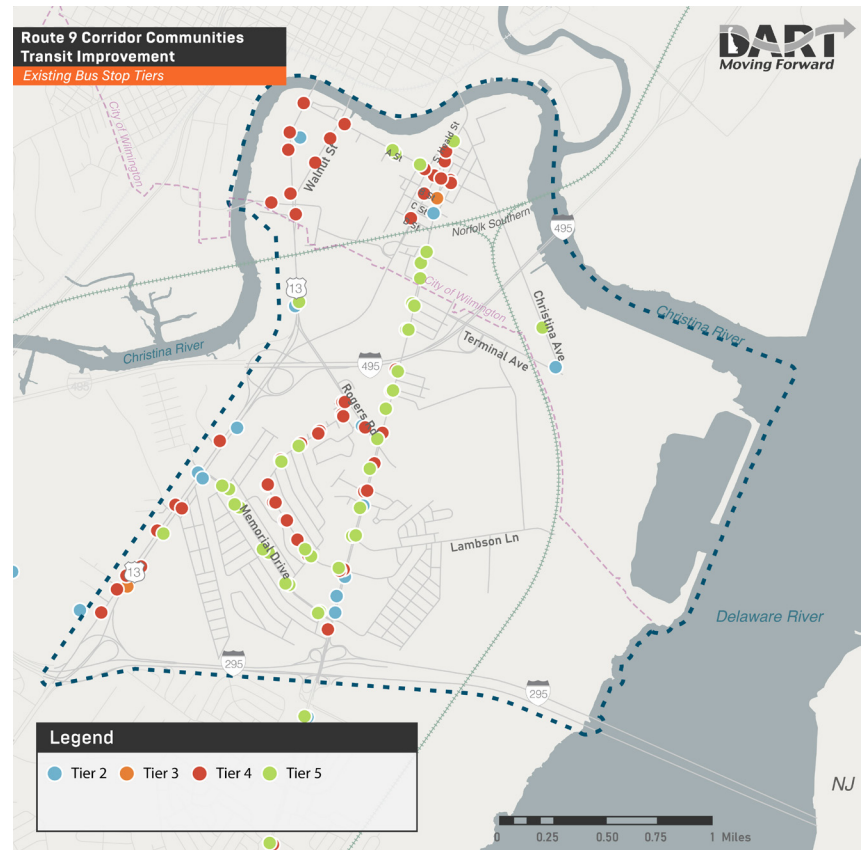 Route 9 Corridor Communities
Transit Improvement
Existing Bus Stop Tiers
DART
Moving Forward
City of Wilmington
Walnut St
A St
S Heald St
C St
Norfolk Southern
495
13
City of Wilmington
Christina Ave
Christina River
Christina River
Terminal Ave
495
495
Rogers Rd
Memorial Drive
Lambson Ln
13
Delaware River
295
295
Legend
Tier 2
Tier 3
Tier 4
Tier 5
NJ
0 0.25 0.50 0.75 1 Miles